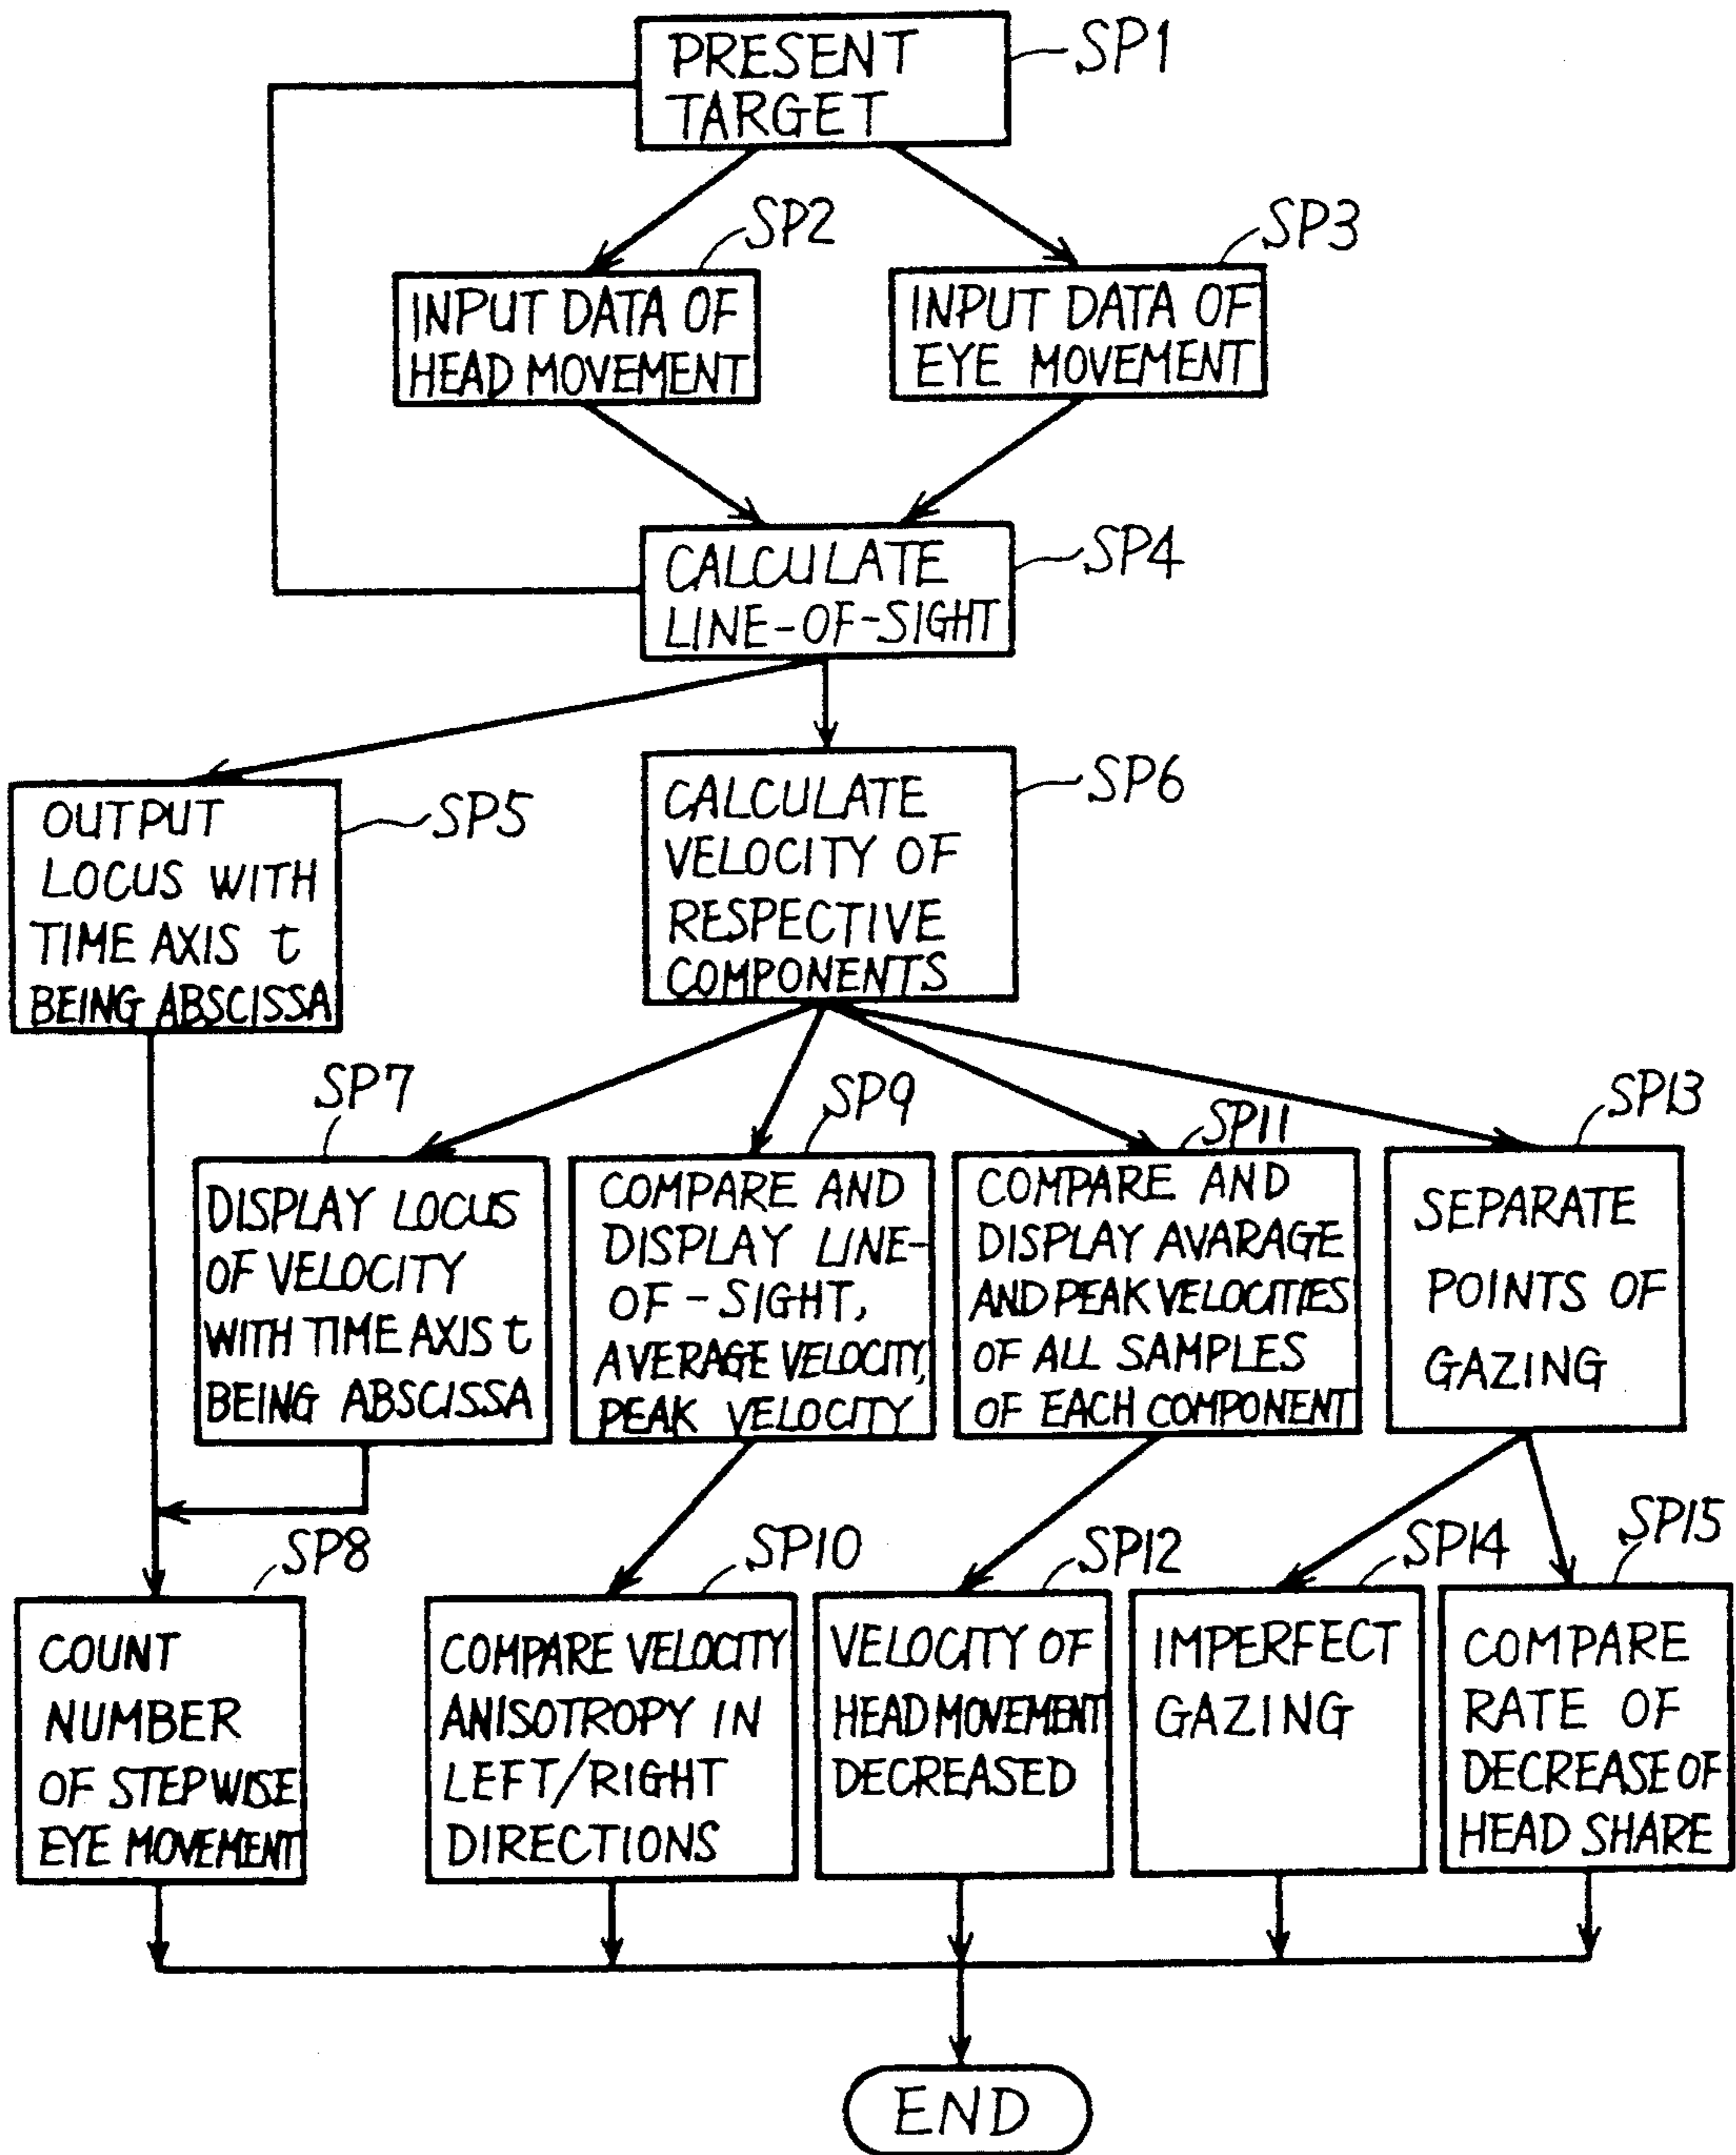 PRESENT
TARGET
SP1
SP2
SP3
INPUT DATA OF
HEAD MOVEMENT
INPUT DATA OF
EYE MOVEMENT
CALCULATE
LINE-OF-SIGHT
SP4
OUTPUT
LOCUS WITH
TIME AXIS t
BEING ABSCISSA
SP5
CALCULATE
VELOCITY OF
RESPECTIVE
COMPONENTS
SP6
SP7
DISPLAY LOCUS
OF VELOCITY
WITH TIME AXIS t
BEING ABSCISSA
SP9
COMPARE AND
DISPLAY LINE-
OF-SIGHT,
AVERAGE VELOCITY,
PEAK VELOCITY
SP11
COMPARE AND
DISPLAY AVARAGE
AND PEAK VELOCITIES
OF ALL SAMPLES
OF EACH COMPONENT
SP13
SEPARATE
POINTS OF
GAZING
SP8
COUNT
NUMBER
OF STEPWISE
EYE MOVEMENT
SP10
COMPARE VELOCITY
ANISOTROPY IN
LEFT/RIGHT
DIRECTIONS
SP12
VELOCITY OF
HEAD MOVEMENT
DECREASED
SP14
IMPERFECT
GAZING
SP15
COMPARE
RATE OF
DECREASE OF
HEAD SHARE
END